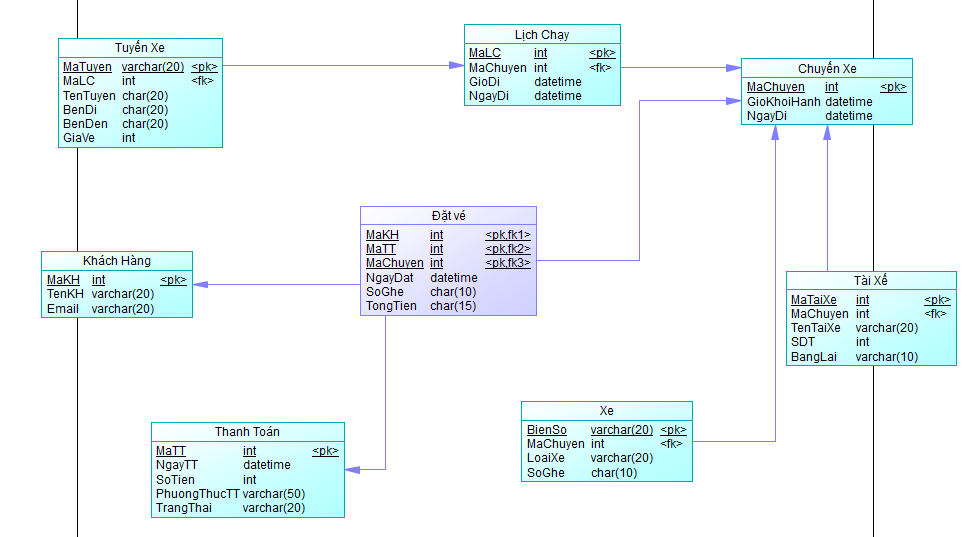 Tuyến Xe
MaTuyen varchar(20) <pk>
MaLC int <fk>
TenTuyen char(20)
BenDi char(20)
BenDen char(20)
GiaVe int
Lịch Chạy
MaLC int <pk>
MaChuyen int <fk>
GioDi datetime
NgayDi datetime
Chuyến Xe
MaChuyen int <pk>
GioKhoiHanh datetime
NgayDi datetime
Đặt vé
MaKH int <pk,fk1>
MaTT int <pk,fk2>
MaChuyen int <pk,fk3>
NgayDat datetime
SoGhe char(10)
TongTien char(15)
Khách Hàng
MaKH int <pk>
TenKH varchar(20)
Email varchar(20)
Tài Xế
MaTaiXe int <pk>
MaChuyen int <fk>
TenTaiXe varchar(20)
SDT int
BangLai varchar(10)
Thanh Toán
MaTT int <pk>
NgayTT datetime
SoTien int
PhuongThucTT varchar(50)
TrangThai varchar(20)
Xe
BienSo varchar(20) <pk>
MaChuyen int <fk>
LoaiXe varchar(20)
SoGhe char(10)